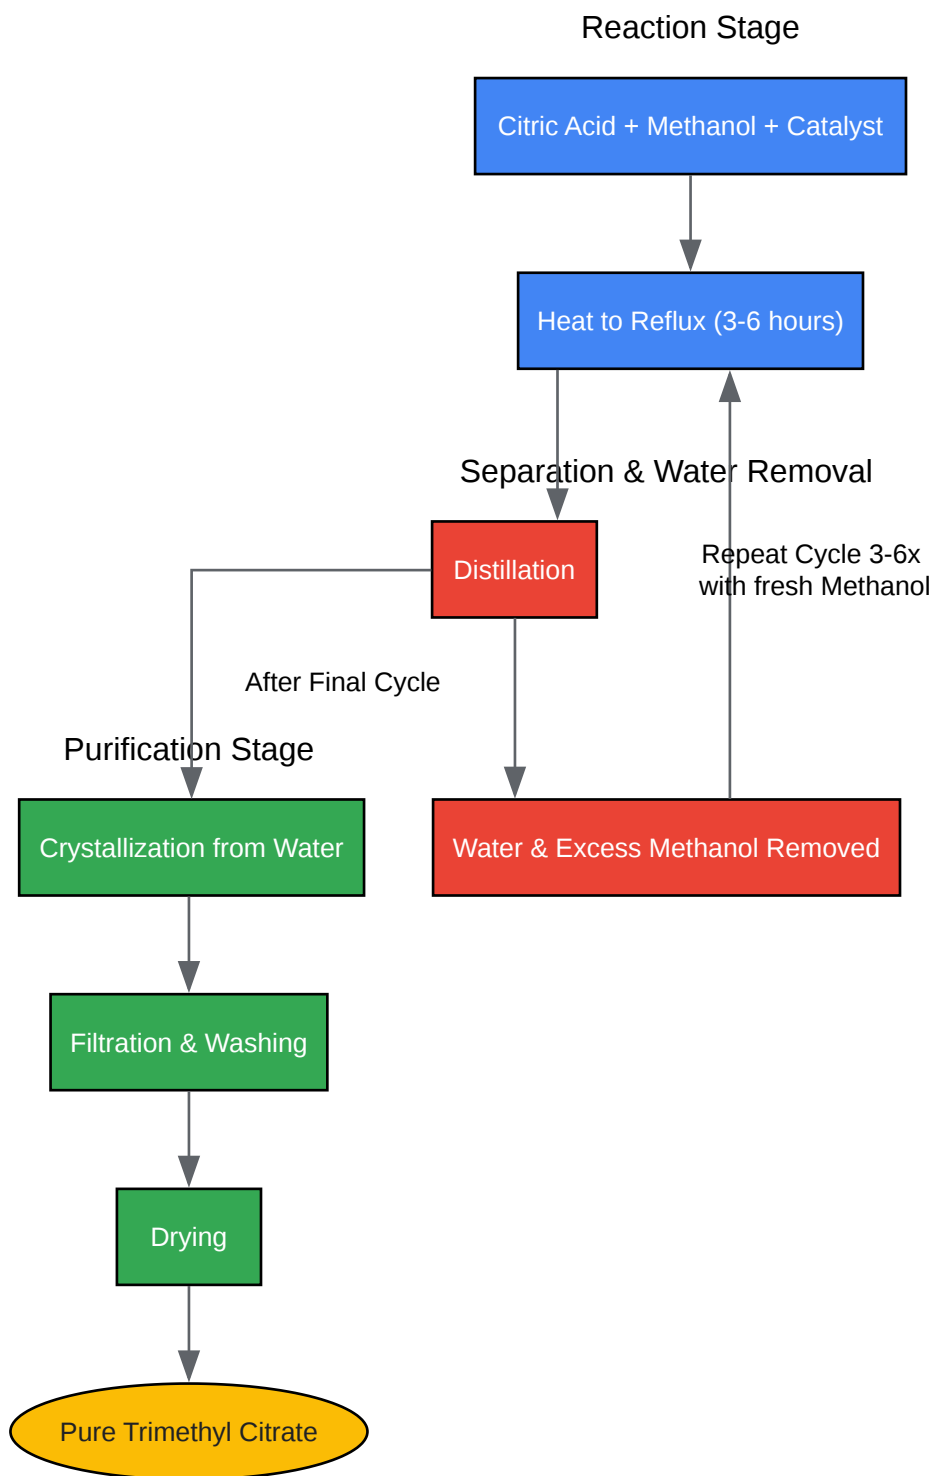 Reaction Stage
Citric Acid + Methanol + Catalyst
Heat to Reflux (3-6 hours)
Separation & Water Removal
Distillation
Repeat Cycle 3-6x
with fresh Methanol
After Final Cycle
Purification Stage
Crystallization from Water
Water & Excess Methanol Removed
Filtration & Washing
Drying
Pure Trimethyl Citrate